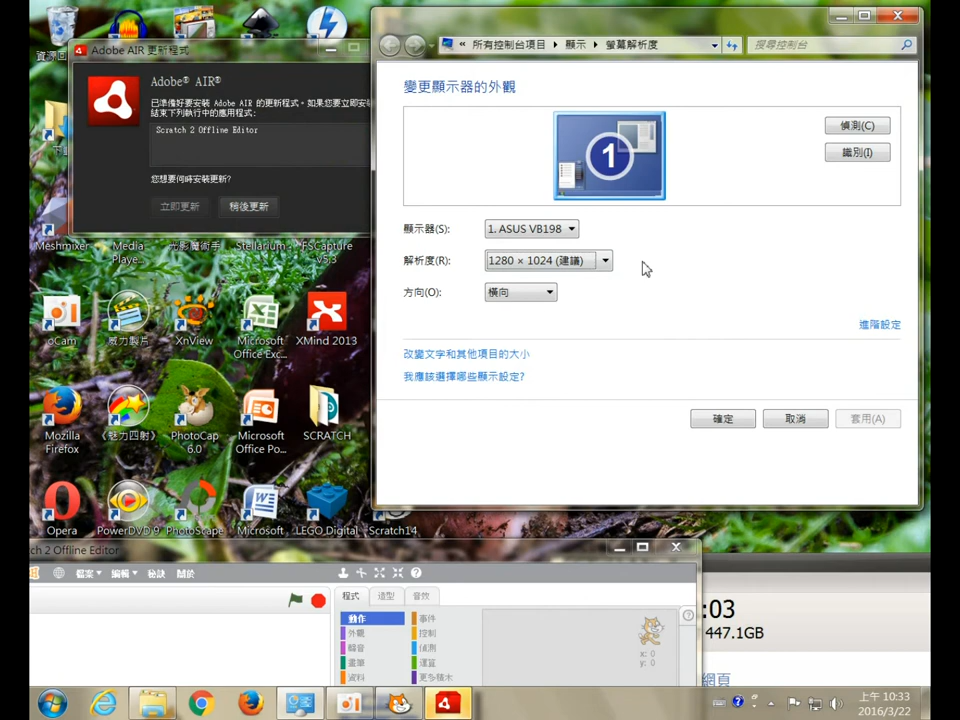 資源回
Adobe AIR 更新程式
Adobe® AIR®
已準備好要安裝 Adobe AIR 的更新程式。如果您要立即安
結束下列執行中的應用程式:
Scratch 2 Offline Editor
您想要何時安裝更新?
立即更新
稍後更新
« 所有控制台項目 ▸ 顯示 ▸ 螢幕解析度
搜尋控制台
變更顯示器的外觀
1
偵測(C)
識別(I)
顯示器(S):
1. ASUS VB198
解析度(R):
1280 × 1024 (建議)
方向(O):
橫向
進階設定
改變文字和其他項目的大小
我應該選擇哪些顯示設定?
確定
取消
套用(A)
Meshmixer
Media
Playe...
光影魔術手
Stellarium
FSCapture
v5.3
oCam
威力製片
XnView
Microsoft
Office Exc...
XMind 2013
Mozilla
Firefox
《魅力四射》
PhotoCap
6.0
Microsoft
Office Po...
SCRATCH
Opera
PowerDVD 9
PhotoScape
Microsoft
LEGO Digital
Scratch14
ch 2 Offline Editor
檔案▼ 編輯▼ 秘訣 關於
程式
造型
音效
動作
事件
外觀
控制
聲音
偵測
畫筆
運算
資料
更多積木
x: 0
y: 0
:03
447.1GB
網頁
上午 10:33
2016/3/22